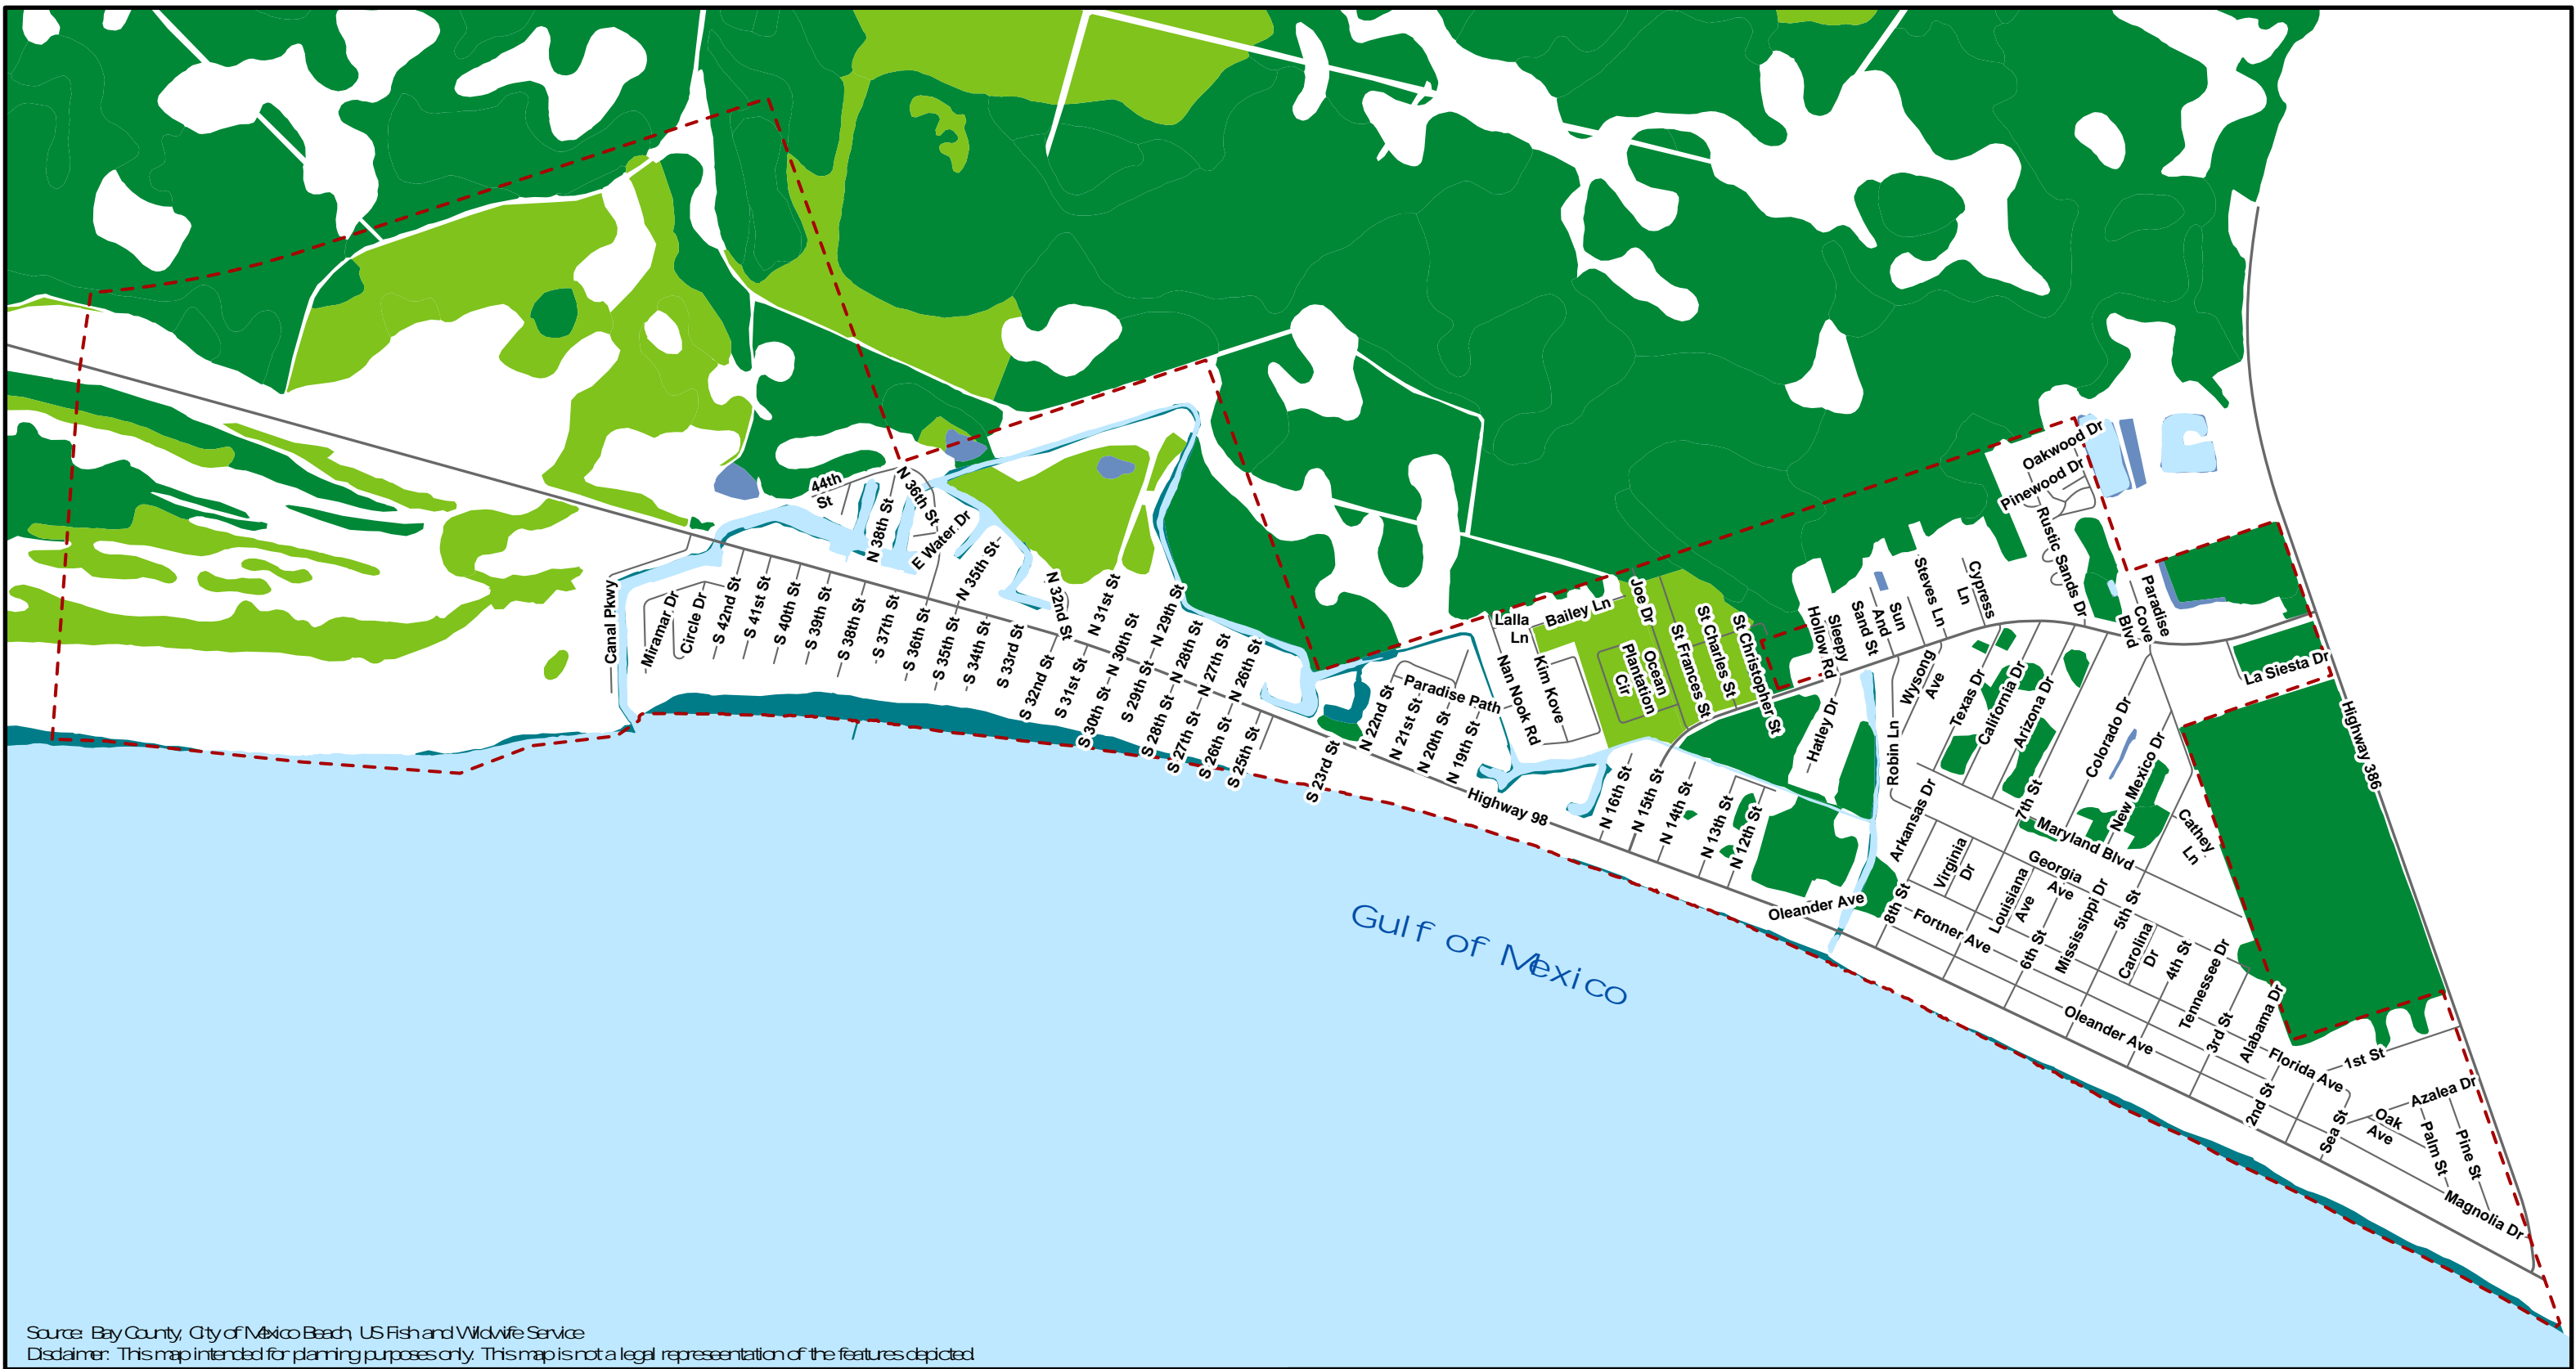 44th
St
N 38th St
N 36th St
E Water Dr
N 35th St
N 32nd St
N 31st St
N 30th St
N 29th St
N 28th St
N 27th St
N 26th St
Canal Pkwy
Miramar Dr
Circle Dr
S 42nd St
S 41st St
S 40th St
S 39th St
S 38th St
S 37th St
S 36th St
S 35th St
S 34th St
S 33rd St
S 32nd St
S 31st St
S 30th St
S 29th St
S 28th St
S 27th St
S 26th St
S 25th St
S 23rd St
N 22nd St
N 21st St
N 20th St
N 19th St
Paradise Path
Nan Nook Rd
Lalla
Ln
Bailey Ln
Kim Kove
Joe Dr
Ocean
Plantation
Cir
St Frances St
St Charles St
St Christopher St
Sleepy
Hollow Rd
Sun
And
Sand St
Steves Ln
Cypress
Ln
Oakwood Dr
Pinewood Dr
Rustic Sands Dr
Paradise
Cove
Blvd
La Siesta Dr
Highway 386
Highway 98
N 16th St
N 15th St
N 14th St
N 13th St
N 12th St
Hatley Dr
Robin Ln
Wysong
Ave
Texas Dr
California Dr
Arizona Dr
Colorado Dr
New Mexico Dr
Cathey
Ln
Arkansas Dr
7th St
Maryland Blvd
Georgia
Ave
Virginia
Dr
Louisiana
Ave
Mississippi Dr
5th St
8th St
Oleander Ave
Fortner Ave
6th St
Carolina
Dr
4th St
Tennessee Dr
3rd St
Alabama Dr
Oleander Ave
Florida Ave
1st St
2nd St
Sea St
Oak
Ave
Azalea Dr
Palm St
Pine St
Magnolia Dr
Gulf of Mexico
Source: Bay County, City of Mexico Beach, US Fish and Wildwife Service
Disclaimer: This map intended for planning purposes only. This map is not a legal represeentation of the features depicted.